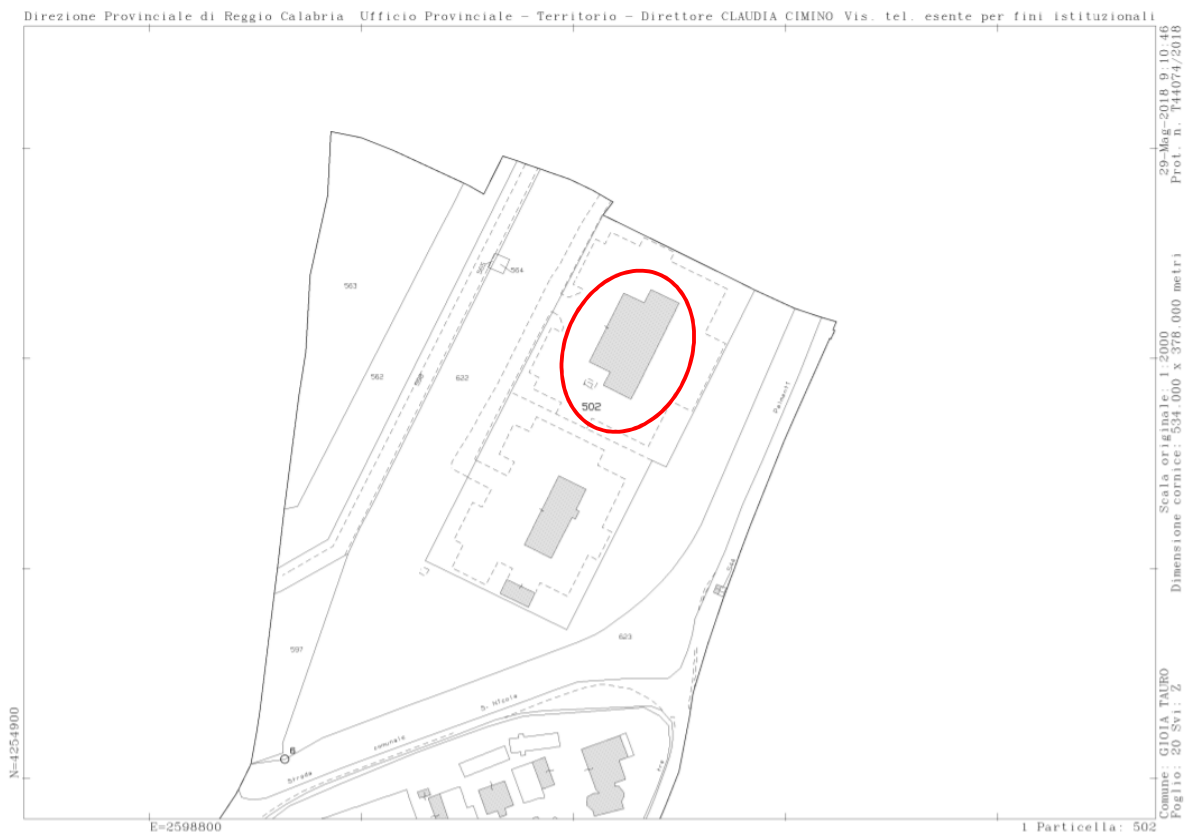 Direzione Provinciale di Reggio Calabria Ufficio Provinciale - Territorio - Direttore CLAUDIA CIMINO Vis. tel. esente per fini istituzionali
29-Mag-2018 9:10:46
Prot. n. T44074/2018
Scala originale: 1:2000
Dimensione cornice: 534.000 x 378.000 metri
Comune: GIOIA TAURO
Foglio: 20 Svi: Z
1 Particella: 502
N=4254900
E=2598800
563
564
562
622
502
623
597
6
Strada
comunale